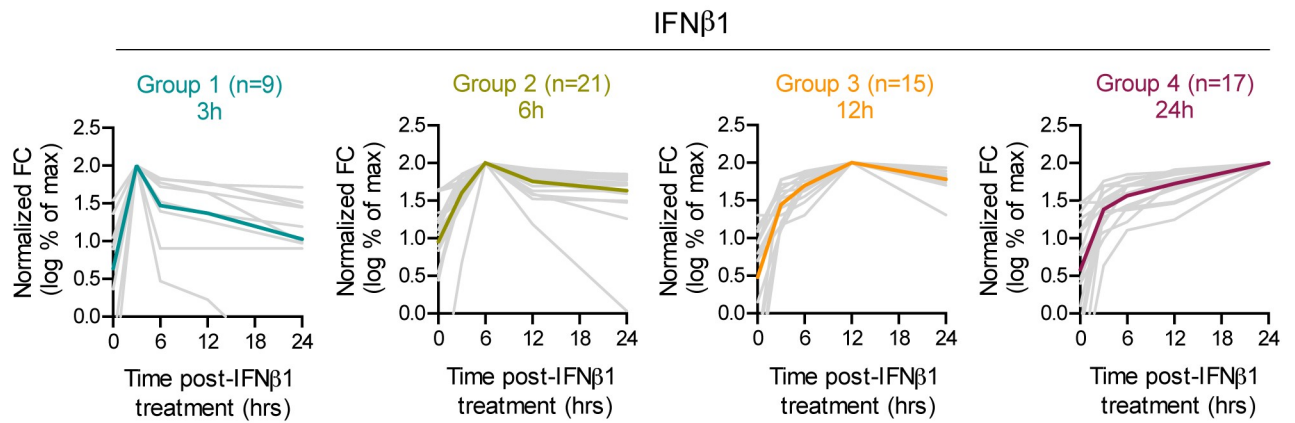 IFNβ1
Group 1 (n=9)
3h
Normalized FC
(log % of max)
2.5
2.0
1.5
1.0
0.5
0.0
0 6 12 18 24
Time post-IFNβ1
treatment (hrs)
Group 2 (n=21)
6h
Normalized FC
(log % of max)
2.5
2.0
1.5
1.0
0.5
0.0
0 6 12 18 24
Time post-IFNβ1
treatment (hrs)
Group 3 (n=15)
12h
Normalized FC
(log % of max)
2.5
2.0
1.5
1.0
0.5
0.0
0 6 12 18 24
Time post-IFNβ1
treatment (hrs)
Group 4 (n=17)
24h
Normalized FC
(log % of max)
2.5
2.0
1.5
1.0
0.5
0.0
0 6 12 18 24
Time post-IFNβ1
treatment (hrs)